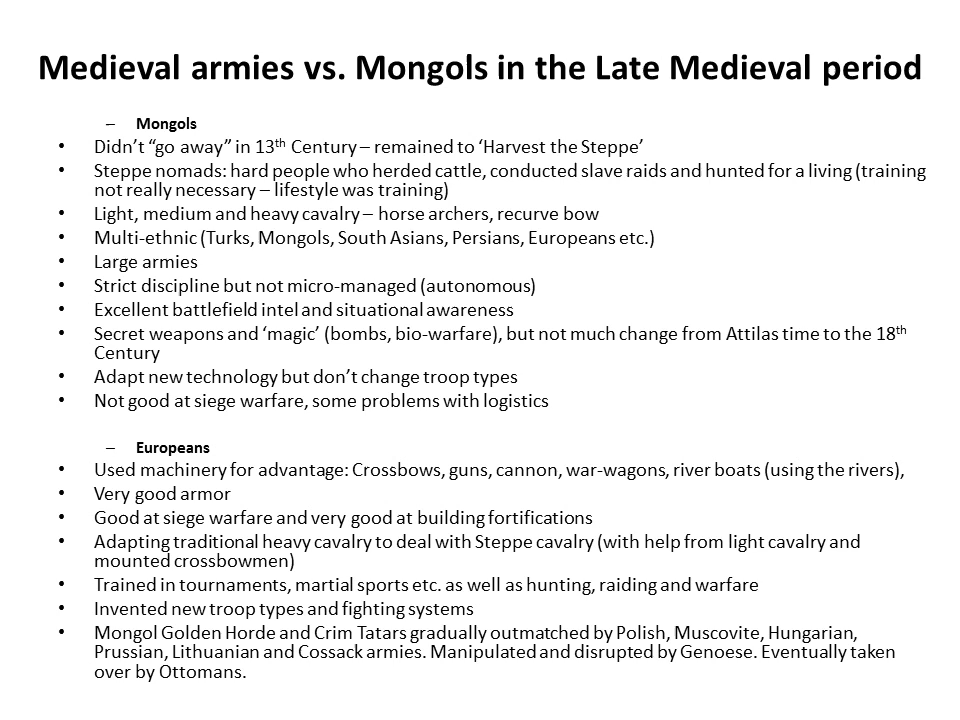 Medieval armies vs. Mongols in the Late Medieval period
– Mongols
• Didn’t “go away” in 13th Century – remained to ‘Harvest the Steppe’
• Steppe nomads: hard people who herded cattle, conducted slave raids and hunted for a living (training
not really necessary – lifestyle was training)
• Light, medium and heavy cavalry – horse archers, recurve bow
• Multi-ethnic (Turks, Mongols, South Asians, Persians, Europeans etc.)
• Large armies
• Strict discipline but not micro-managed (autonomous)
• Excellent battlefield intel and situational awareness
• Secret weapons and ‘magic’ (bombs, bio-warfare), but not much change from Attilas time to the 18th
Century
• Adapt new technology but don’t change troop types
• Not good at siege warfare, some problems with logistics
– Europeans
• Used machinery for advantage: Crossbows, guns, cannon, war-wagons, river boats (using the rivers),
• Very good armor
• Good at siege warfare and very good at building fortifications
• Adapting traditional heavy cavalry to deal with Steppe cavalry (with help from light cavalry and
mounted crossbowmen)
• Trained in tournaments, martial sports etc. as well as hunting, raiding and warfare
• Invented new troop types and fighting systems
• Mongol Golden Horde and Crim Tatars gradually outmatched by Polish, Muscovite, Hungarian,
Prussian, Lithuanian and Cossack armies. Manipulated and disrupted by Genoese. Eventually taken
over by Ottomans.